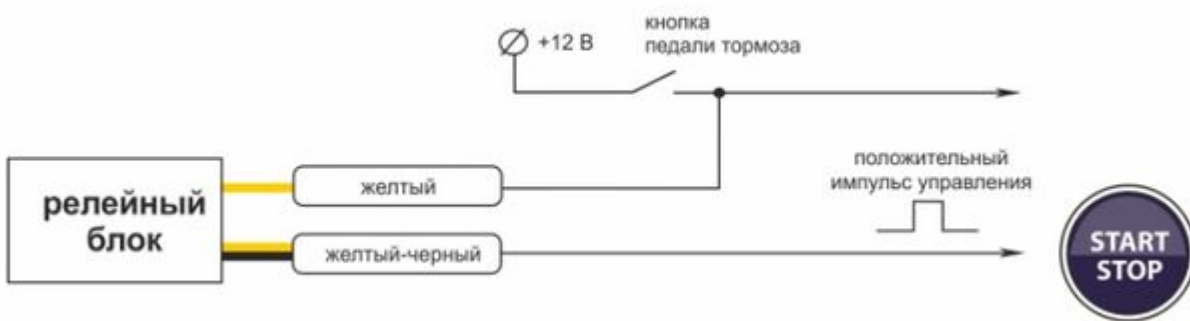 +12 В
кнопка
педали тормоза
релейный
блок
желтый
желтый-черный
положительный
импульс управления
START
STOP